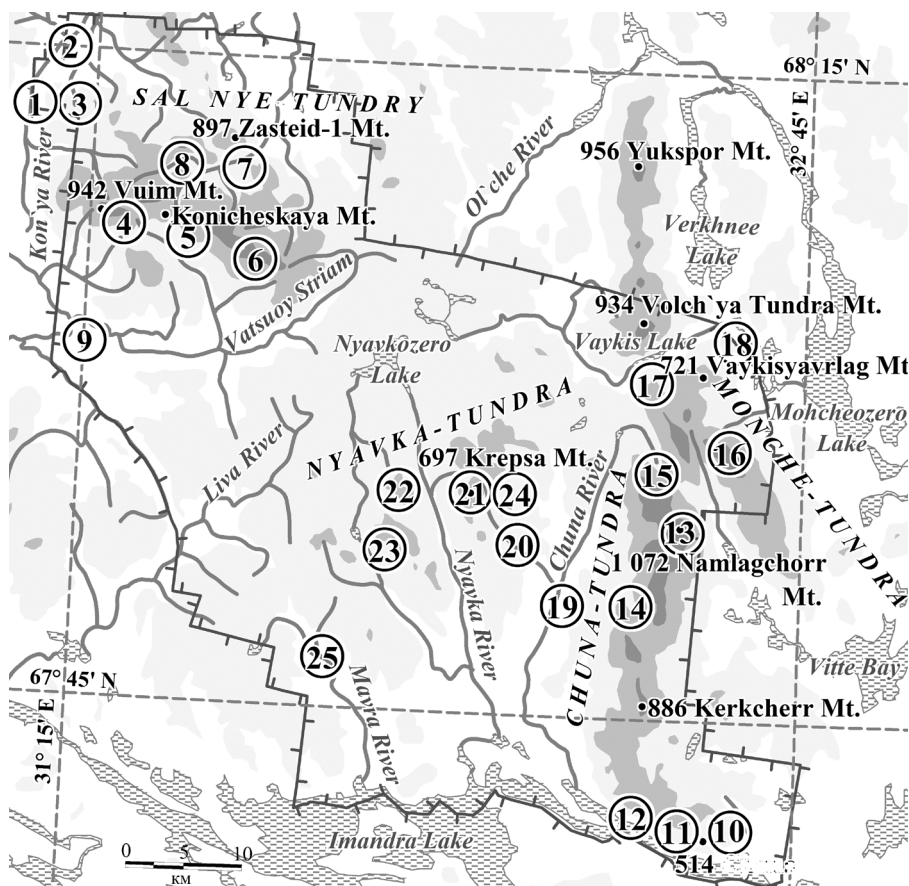 2
68° 15' N
1
3
SAL NYE-TUNDRY
897 Zasteid-1 Mt.
32° 45' E
Ol`che River
956 Yukspor Mt.
8
7
Kon`ya River
942 Vuim Mt.
4
Konicheskaya Mt.
5
6
Verkhnee
Lake
Vatsuoy Striam
934 Volch`ya Tundra Mt.
9
Nyavközero
Lake
Vaykis Lake
18
721 Vaykisyavrlag Mt
17
NYAVKA-TUNDRA
MONCHE-TUNDRA
Mohcheozero
Lake
Liva River
697 Krepsa Mt.
16
15
22
21
24
Chuna River
CHUNA-TUNDRA
13
23
20
1 072 Namlagchorr
Mt.
19
14
Nyavka River
25
67° 45' N
Mavra River
Vitte Bay
886 Kerkcherr Mt.
31° 15' E
12
11
10
514
Imandra Lake
0
5
10
км